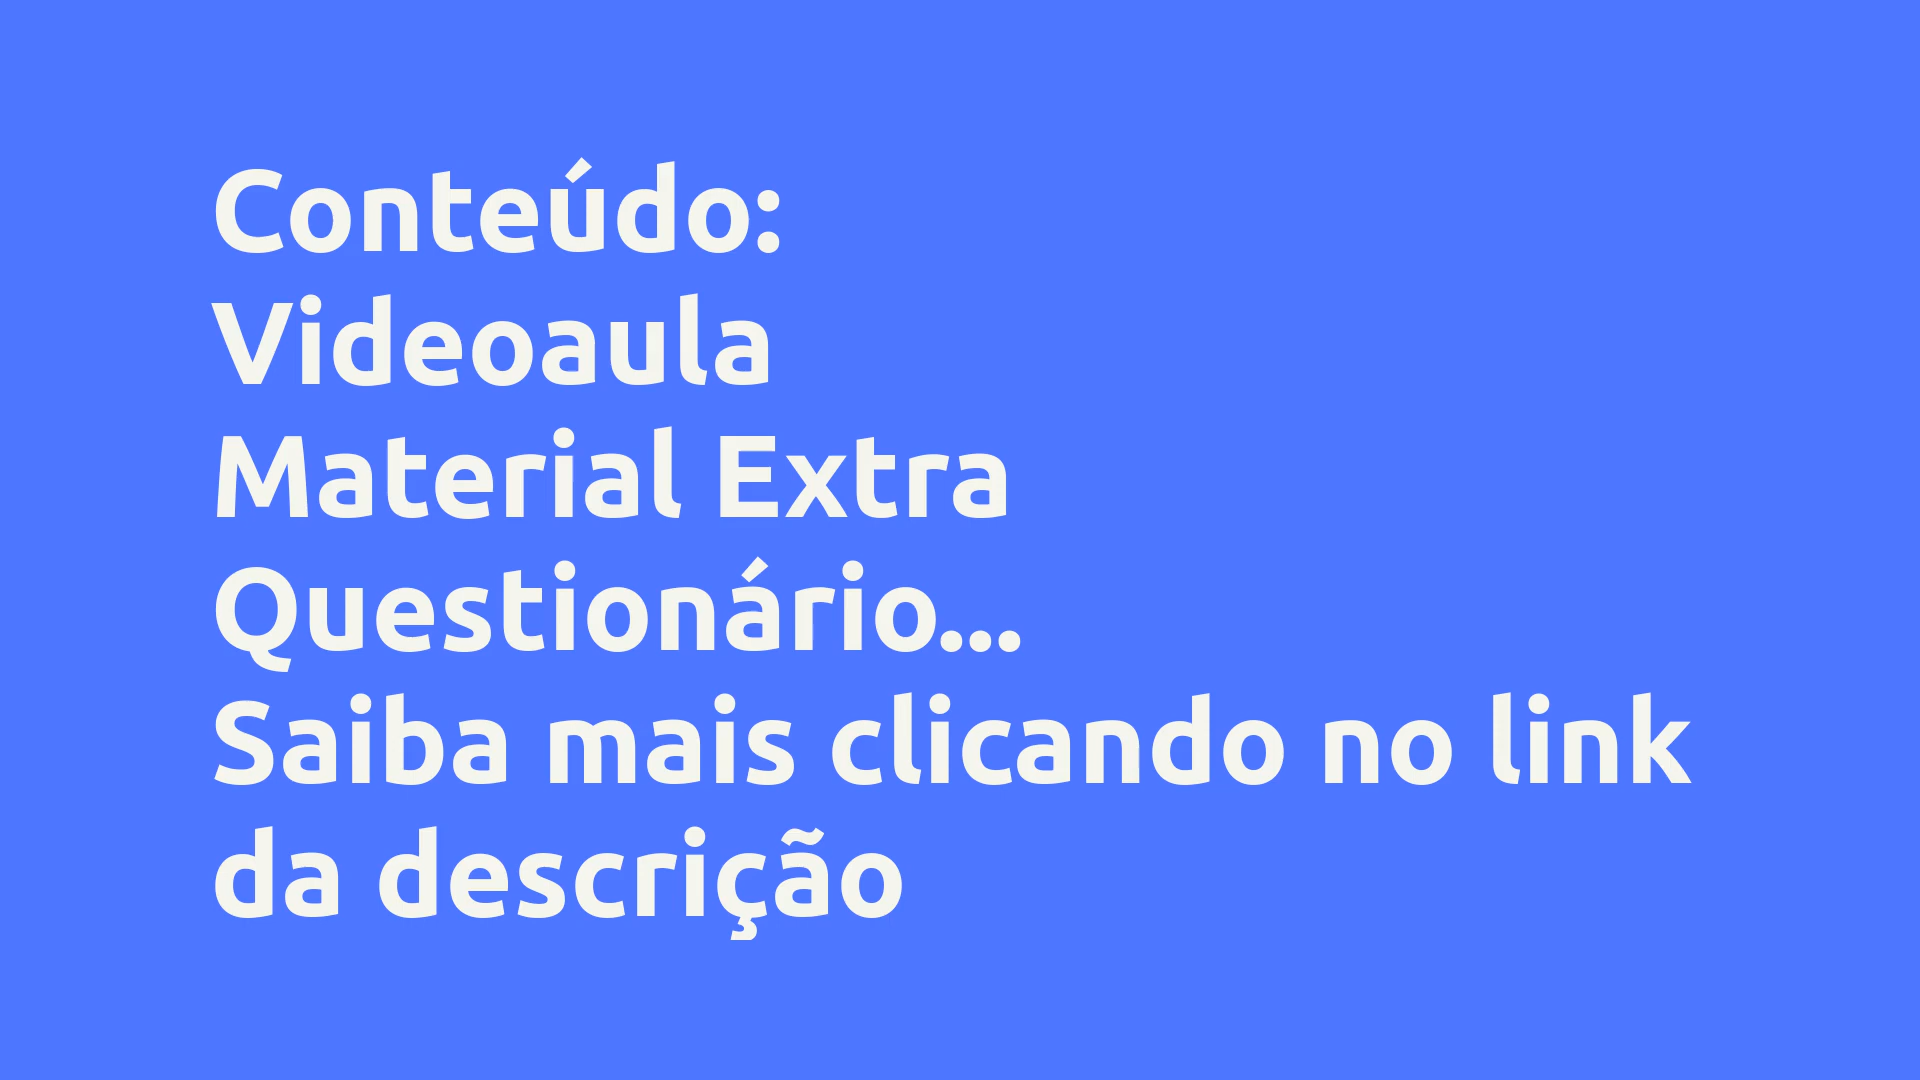 Conteúdo:
Videoaula
Material Extra
Questionário...
Saiba mais clicando no link
da descrição